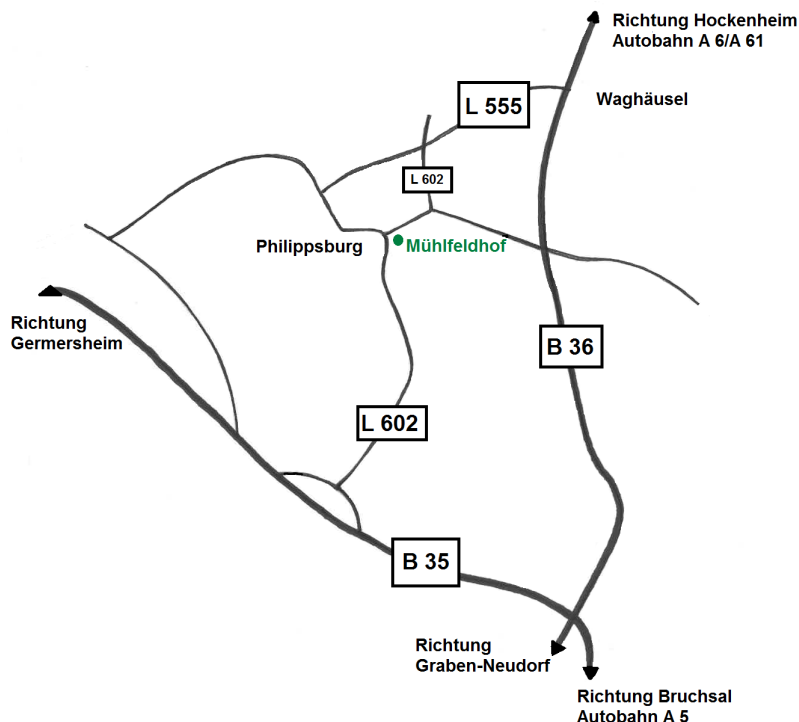 Richtung Hockenheim
Autobahn A 6/A 61
L 555
Waghäusel
L 602
Philippsburg
Mühlfeldhof
Richtung
Germersheim
B 36
L 602
B 35
Richtung
Graben-Neudorf
Richtung Bruchsal
Autobahn A 5